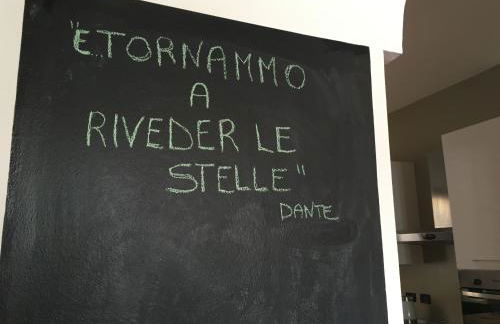 "E TORNAMMO
A
RIVEDER LE
STELLE"
DANTE